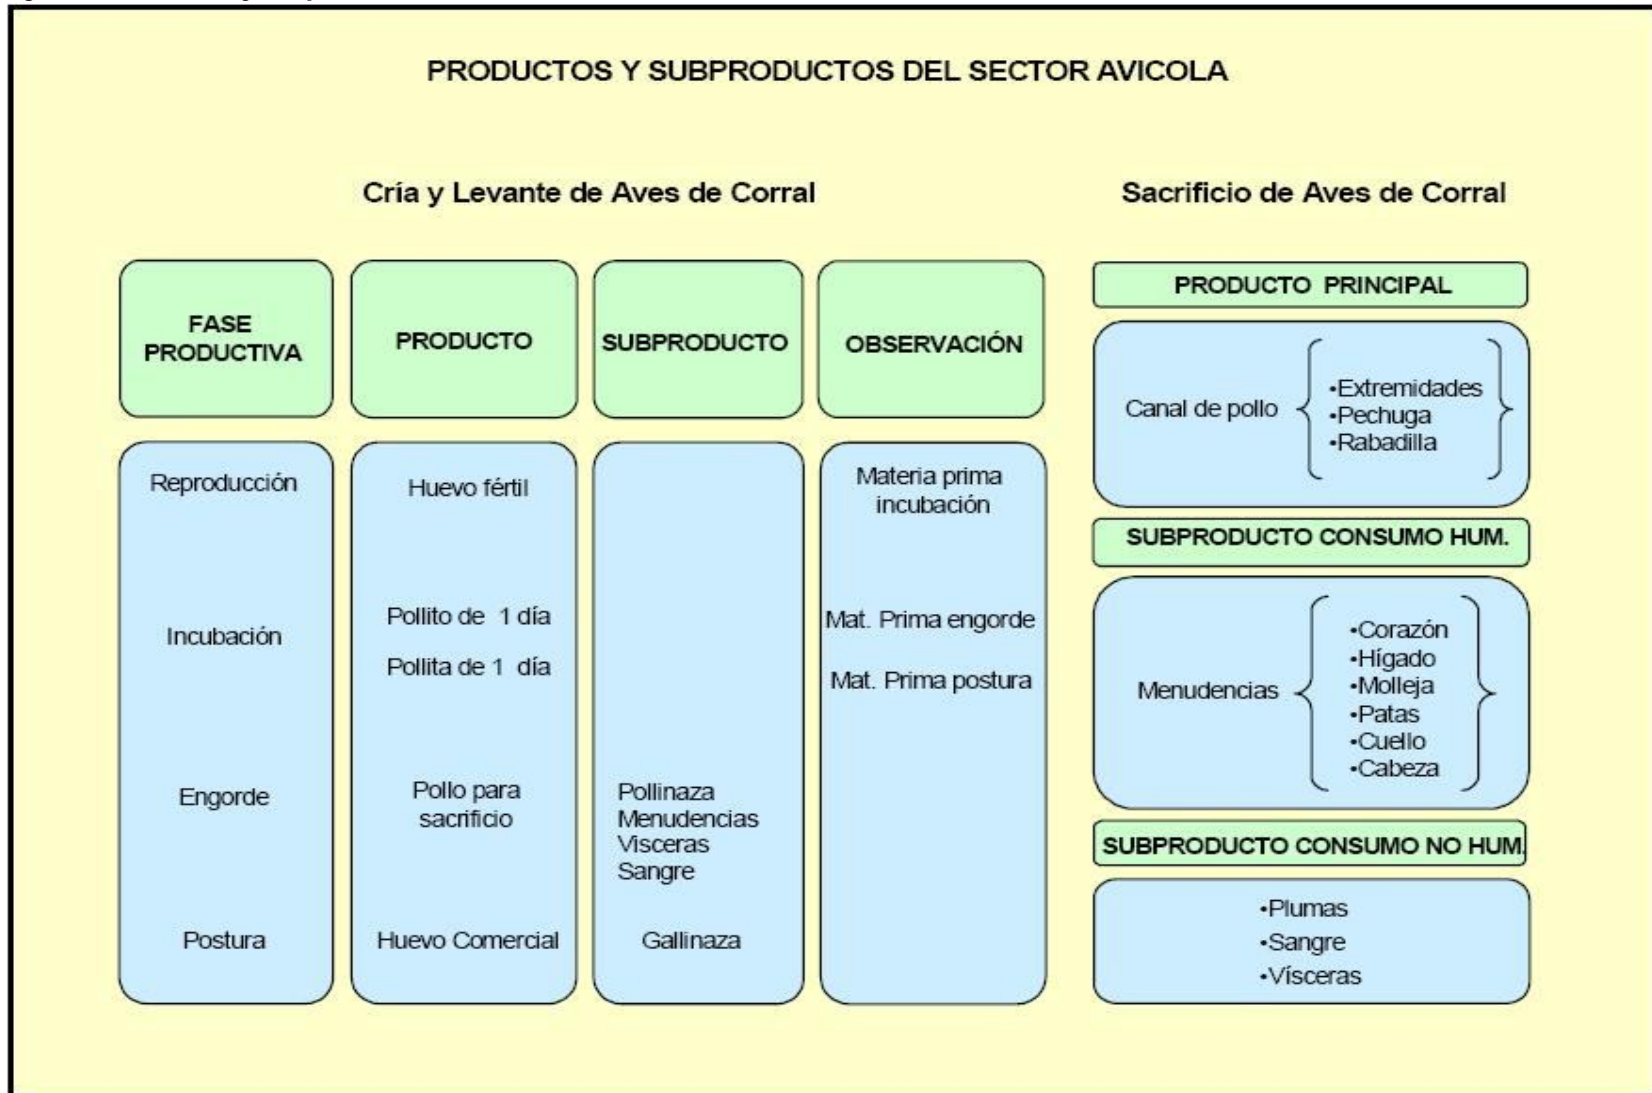 PRODUCTOS Y SUBPRODUCTOS DEL SECTOR AVICOLA
Cría y Levante de Aves de Corral
FASE
PRODUCTIVA
PRODUCTO
SUBPRODUCTO
OBSERVACIÓN
Reproducción
Huevo fértil
Materia prima
incubación
Incubación
Pollito de 1 día
Pollita de 1 día
Mat. Prima engorde
Mat. Prima postura
Engorde
Pollo para
sacrificio
Pollinaza
Menudencias
Visceras
Sangre
Postura
Huevo Comercial
Gallinaza
Sacrificio de Aves de Corral
PRODUCTO PRINCIPAL
Canal de pollo
•Extremidades
•Pechuga
•Rabadilla
SUBPRODUCTO CONSUMO HUM.
Menudencias
•Corazón
•Hígado
•Molleja
•Patas
•Cuello
•Cabeza
SUBPRODUCTO CONSUMO NO HUM.
•Plumas
•Sangre
•Vísceras